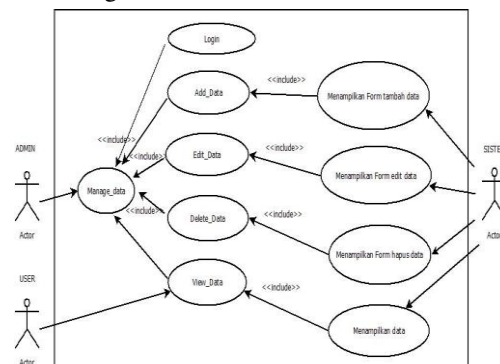 Login
<<include>>
Add_Data
Menampilkan Form tambah data
ADMIN
<<include>>
<<include>>
SISTE
<<include>>
Edit_Data
Menampilkan Form edit data
Manage_data
Actor
<<include>>
Delete_Data
<<include>>
Menampilkan Form hapus data
Actor
USER
View_Data
<<include>>
Menampilkan data
Actor